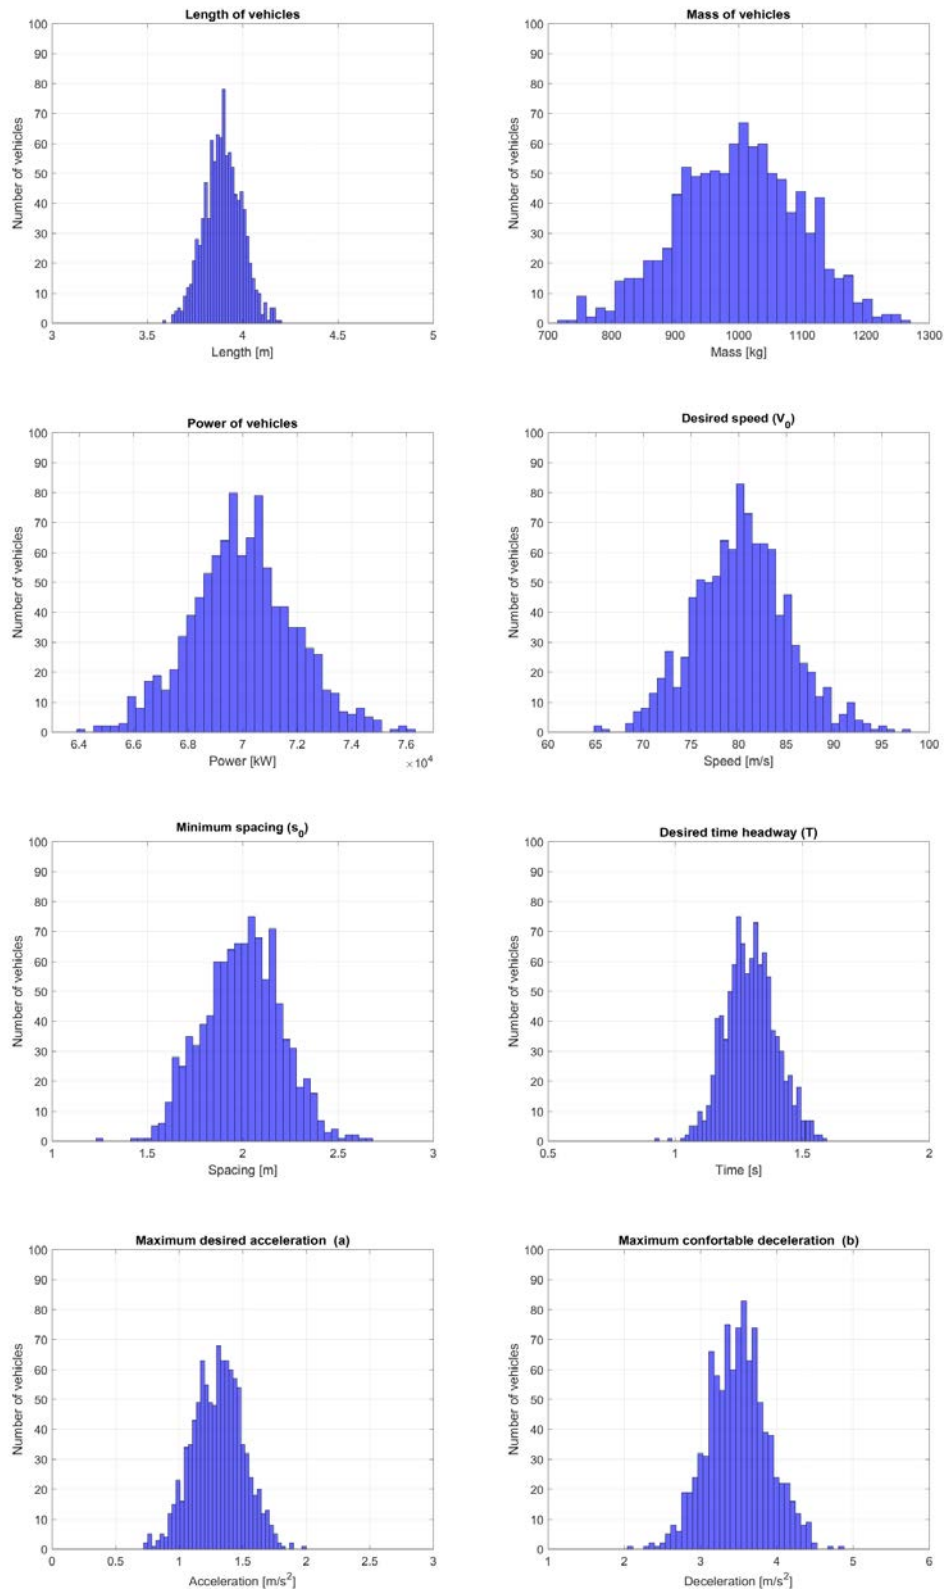 Length of vehicles
100
90
80
70
60
50
40
30
20
10
0
Number of vehicles
3 3.5 4 4.5 5
Length [m]
Mass of vehicles
100
90
80
70
60
50
40
30
20
10
0
Number of vehicles
700 800 900 1000 1100 1200 1300
Mass [kg]
Power of vehicles
100
90
80
70
60
50
40
30
20
10
0
Number of vehicles
6.4 6.6 6.8 7 7.2 7.4 7.6
Power [kW]
×10⁴
Desired speed (V₀)
100
90
80
70
60
50
40
30
20
10
0
Number of vehicles
60 65 70 75 80 85 90 95 100
Speed [m/s]
Minimum spacing (s₀)
100
90
80
70
60
50
40
30
20
10
0
Number of vehicles
1 1.5 2 2.5 3
Spacing [m]
Desired time headway (T)
100
90
80
70
60
50
40
30
20
10
0
Number of vehicles
0.5 1 1.5 2
Time [s]
Maximum desired acceleration (a)
100
90
80
70
60
50
40
30
20
10
0
Number of vehicles
0 0.5 1 1.5 2 2.5 3
Acceleration [m/s²]
Maximum confortable deceleration (b)
100
90
80
70
60
50
40
30
20
10
0
Number of vehicles
1 2 3 4 5 6
Deceleration [m/s²]